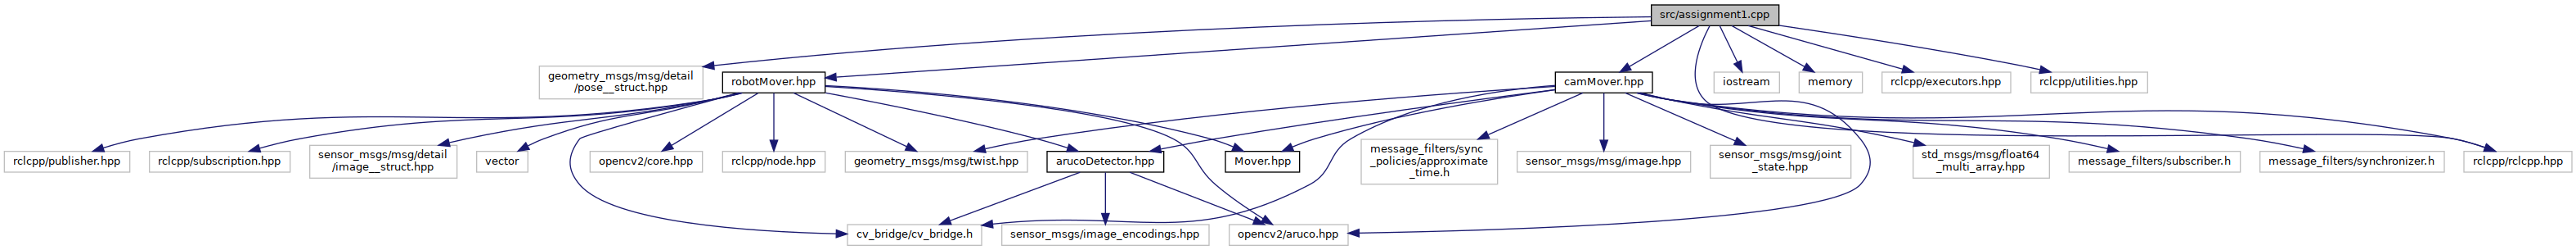 src/assignment1.cpp
geometry_msgs/msg/detail
/pose__struct.hpp
robotMover.hpp
camMover.hpp
iostream
memory
rclcpp/executors.hpp
rclcpp/utilities.hpp
rclcpp/publisher.hpp
rclcpp/subscription.hpp
sensor_msgs/msg/detail
/image__struct.hpp
vector
opencv2/core.hpp
rclcpp/node.hpp
geometry_msgs/msg/twist.hpp
arucoDetector.hpp
Mover.hpp
message_filters/sync
_policies/approximate
_time.h
sensor_msgs/msg/image.hpp
sensor_msgs/msg/joint
_state.hpp
std_msgs/msg/float64
_multi_array.hpp
message_filters/subscriber.h
message_filters/synchronizer.h
rclcpp/rclcpp.hpp
cv_bridge/cv_bridge.h
sensor_msgs/image_encodings.hpp
opencv2/aruco.hpp